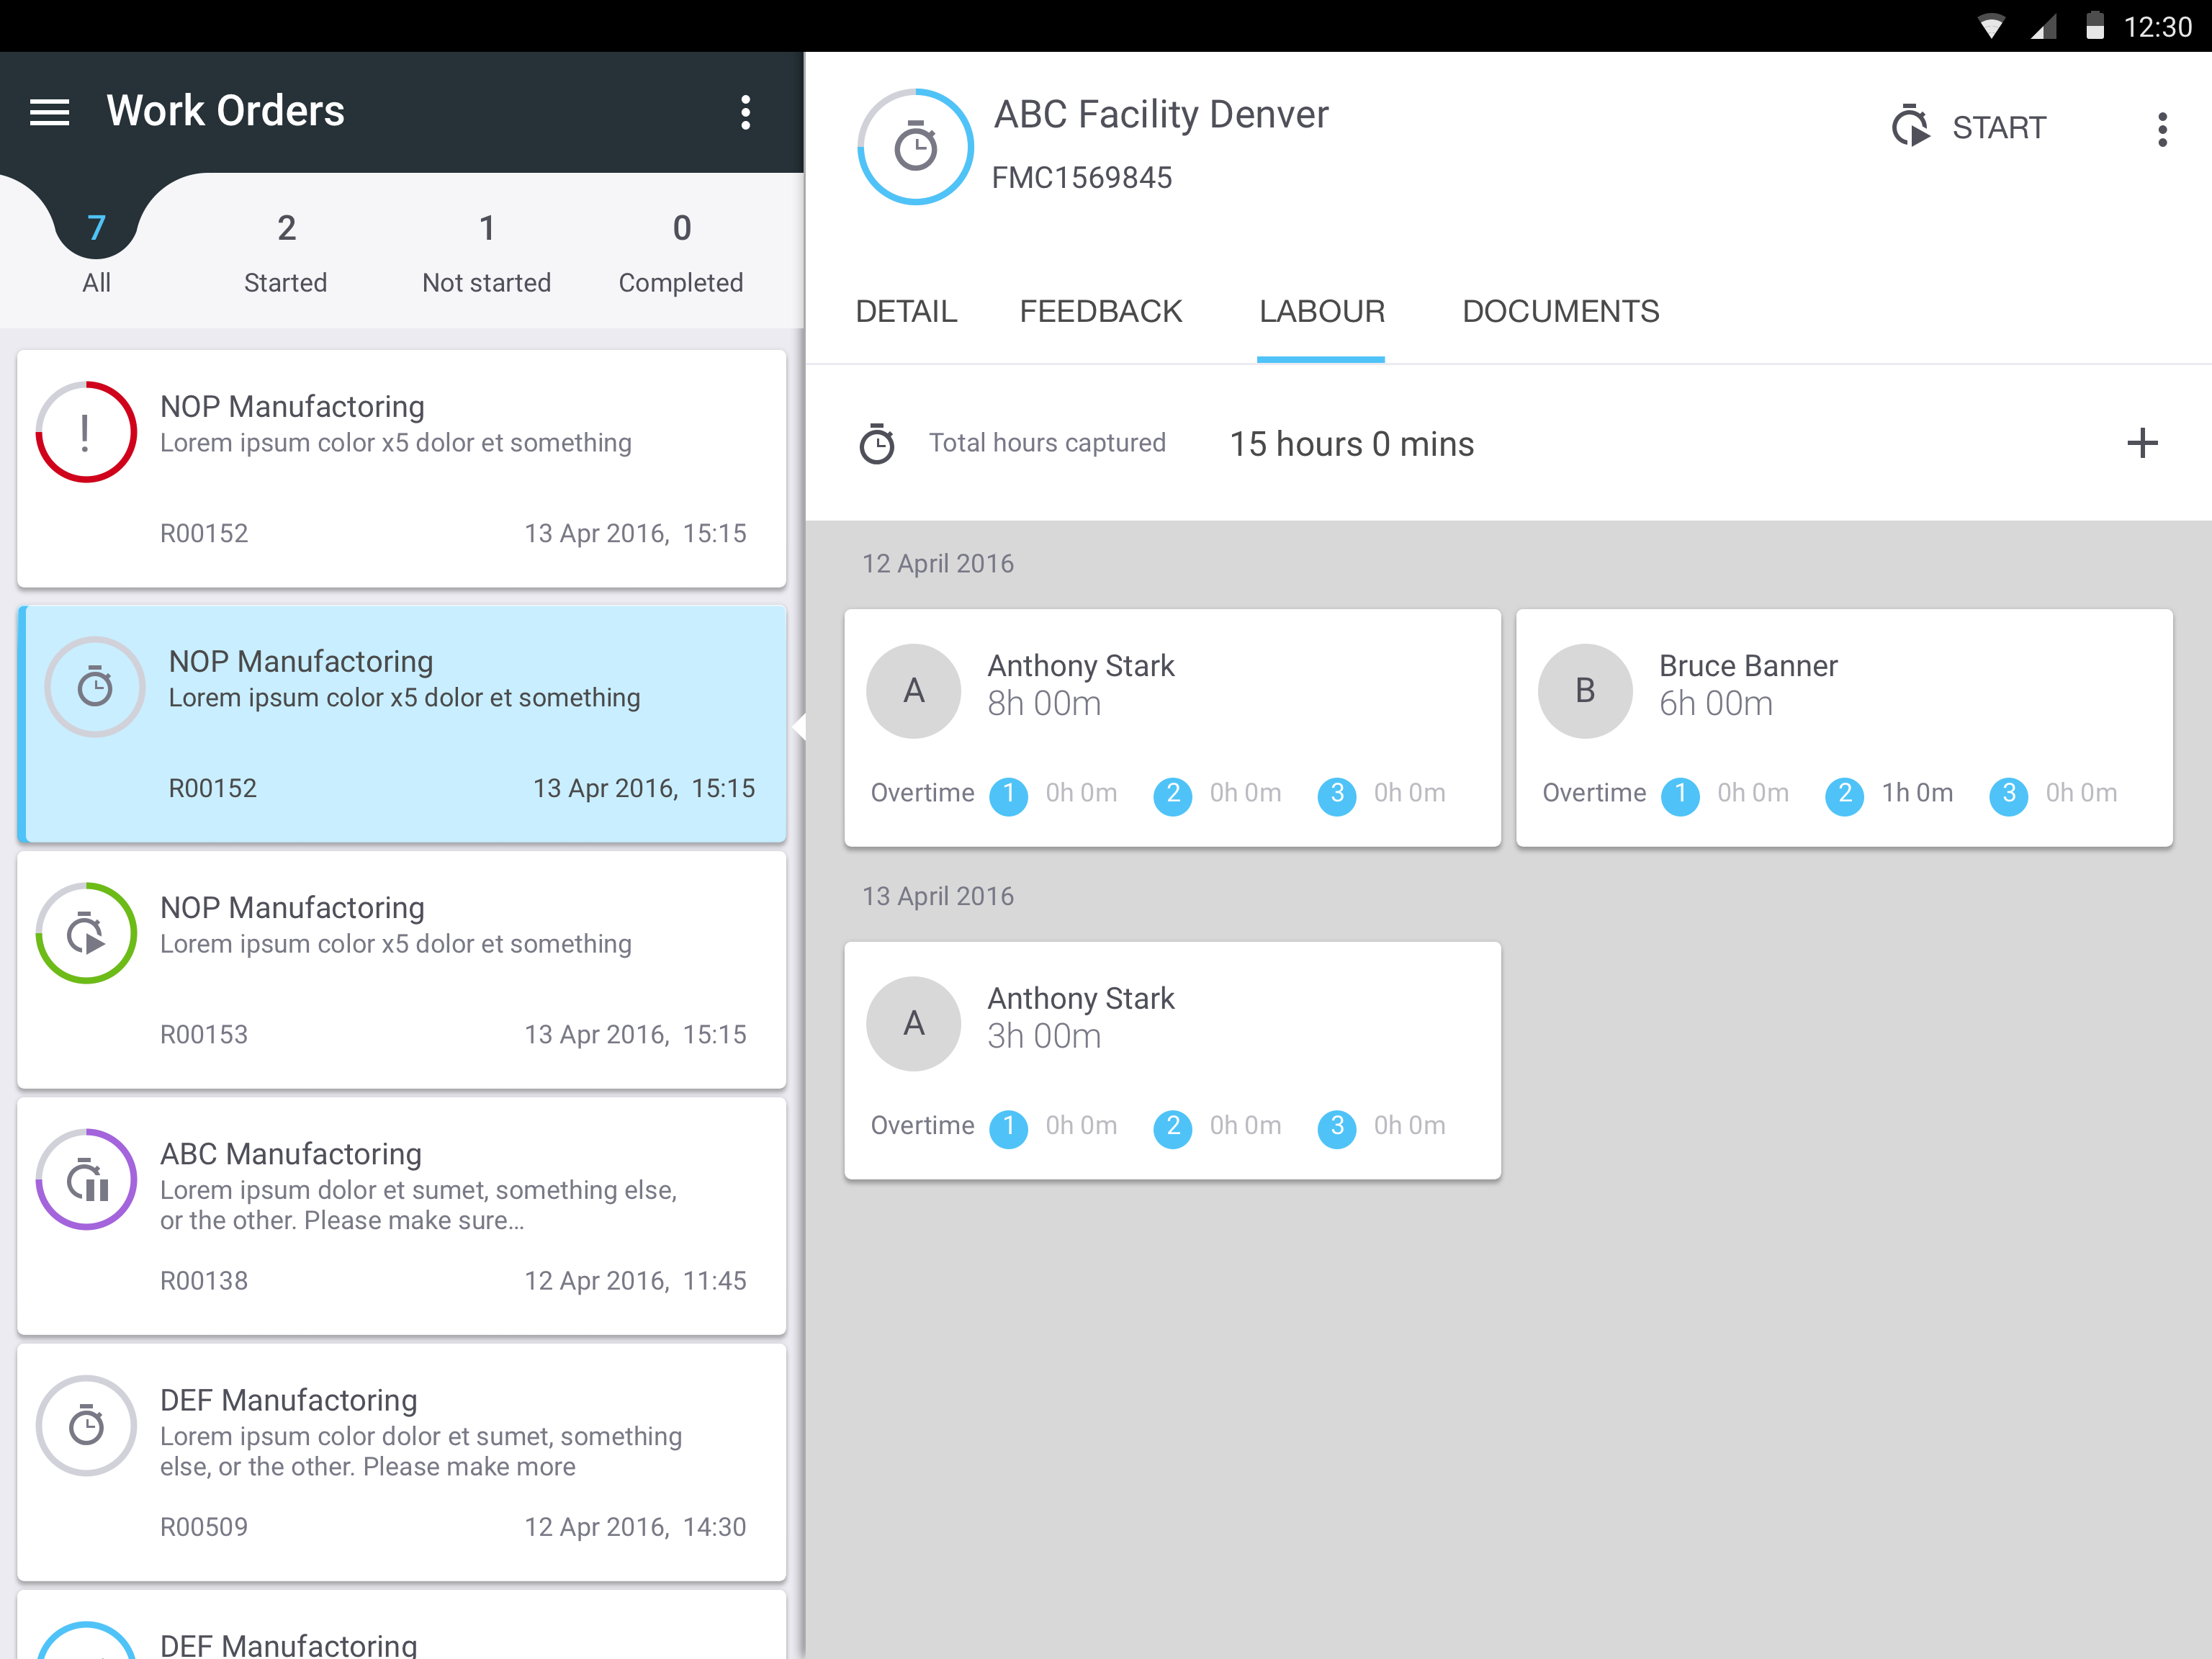 12:30
Work Orders
7
2
1
0
All
Started
Not started
Completed
NOP Manufactoring
Lorem ipsum color x5 dolor et something
R00152
13 Apr 2016, 15:15
NOP Manufactoring
Lorem ipsum color x5 dolor et something
R00152
13 Apr 2016, 15:15
NOP Manufactoring
Lorem ipsum color x5 dolor et something
R00153
13 Apr 2016, 15:15
ABC Manufactoring
Lorem ipsum dolor et sumet, something else,
or the other. Please make sure...
R00138
12 Apr 2016, 11:45
DEF Manufactoring
Lorem ipsum color dolor et sumet, something
else, or the other. Please make more
R00509
12 Apr 2016, 14:30
DEF Manufactoring
ABC Facility Denver
FMC1569845
START
DETAIL
FEEDBACK
LABOUR
DOCUMENTS
Total hours captured
15 hours 0 mins
12 April 2016
A
Anthony Stark
8h 00m
Overtime 1 0h 0m 2 0h 0m 3 0h 0m
B
Bruce Banner
6h 00m
Overtime 1 0h 0m 2 1h 0m 3 0h 0m
13 April 2016
A
Anthony Stark
3h 00m
Overtime 1 0h 0m 2 0h 0m 3 0h 0m